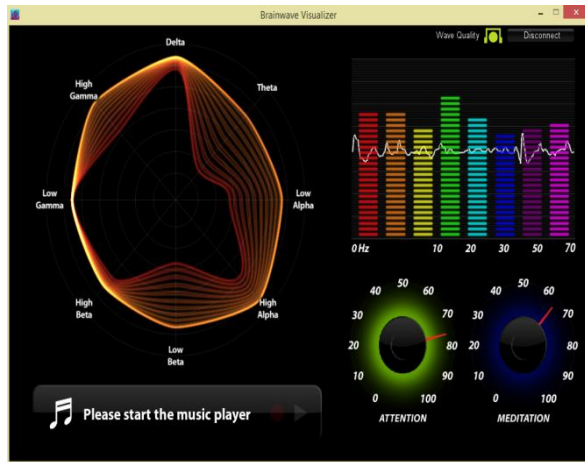 Brainwave Visualizer
Wave Quality
Disconnect
Delta
Theta
Low
Alpha
High
Alpha
Low
Beta
High
Beta
Low
Gamma
High
Gamma
0 Hz 10 20 30 50 70
0 10 20 30 40 50 60 70 80 90 100
ATTENTION
0 10 20 30 40 50 60 70 80 90 100
MEDITATION
Please start the music player